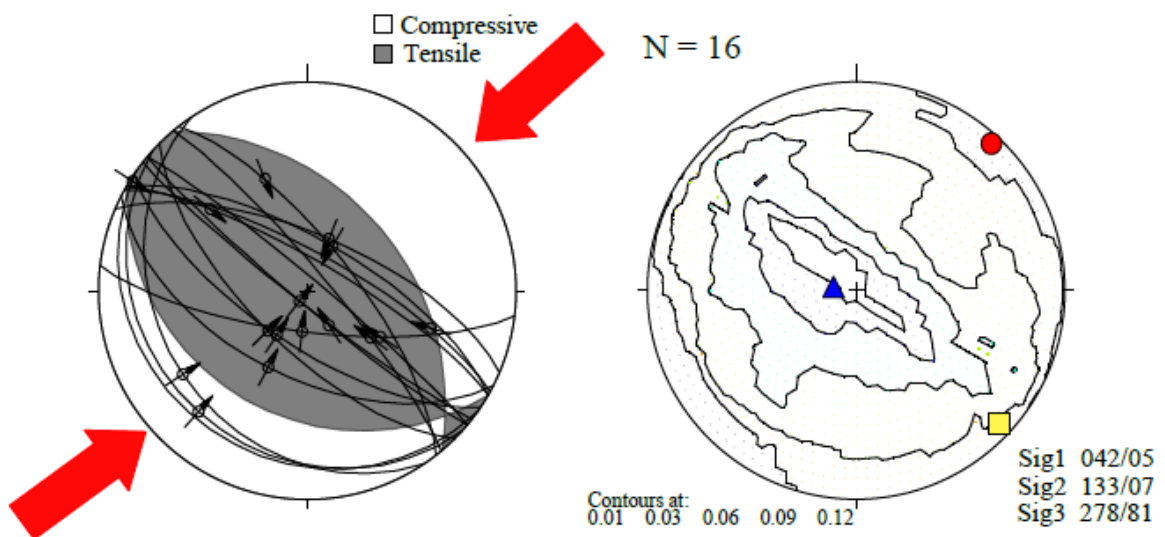 Compressive
Tensile
N = 16
Sig1 042/05
Sig2 133/07
Sig3 278/81
Contours at:
0.01 0.03 0.06 0.09 0.12